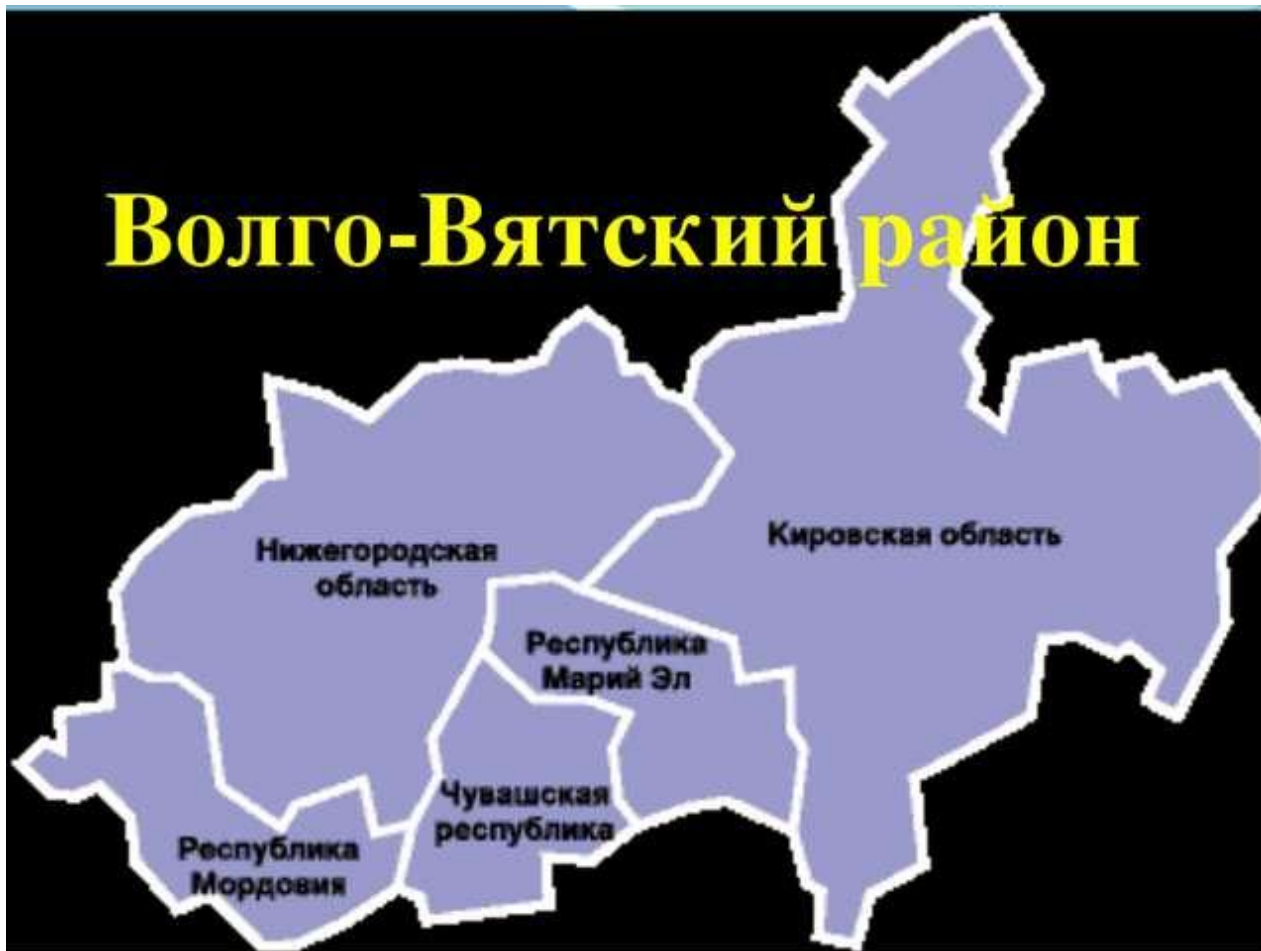 Волго-Вятский район
Кировская область
Нижегородская
область
Республика
Марий Эл
Чувашская
республика
Республика
Мордовия